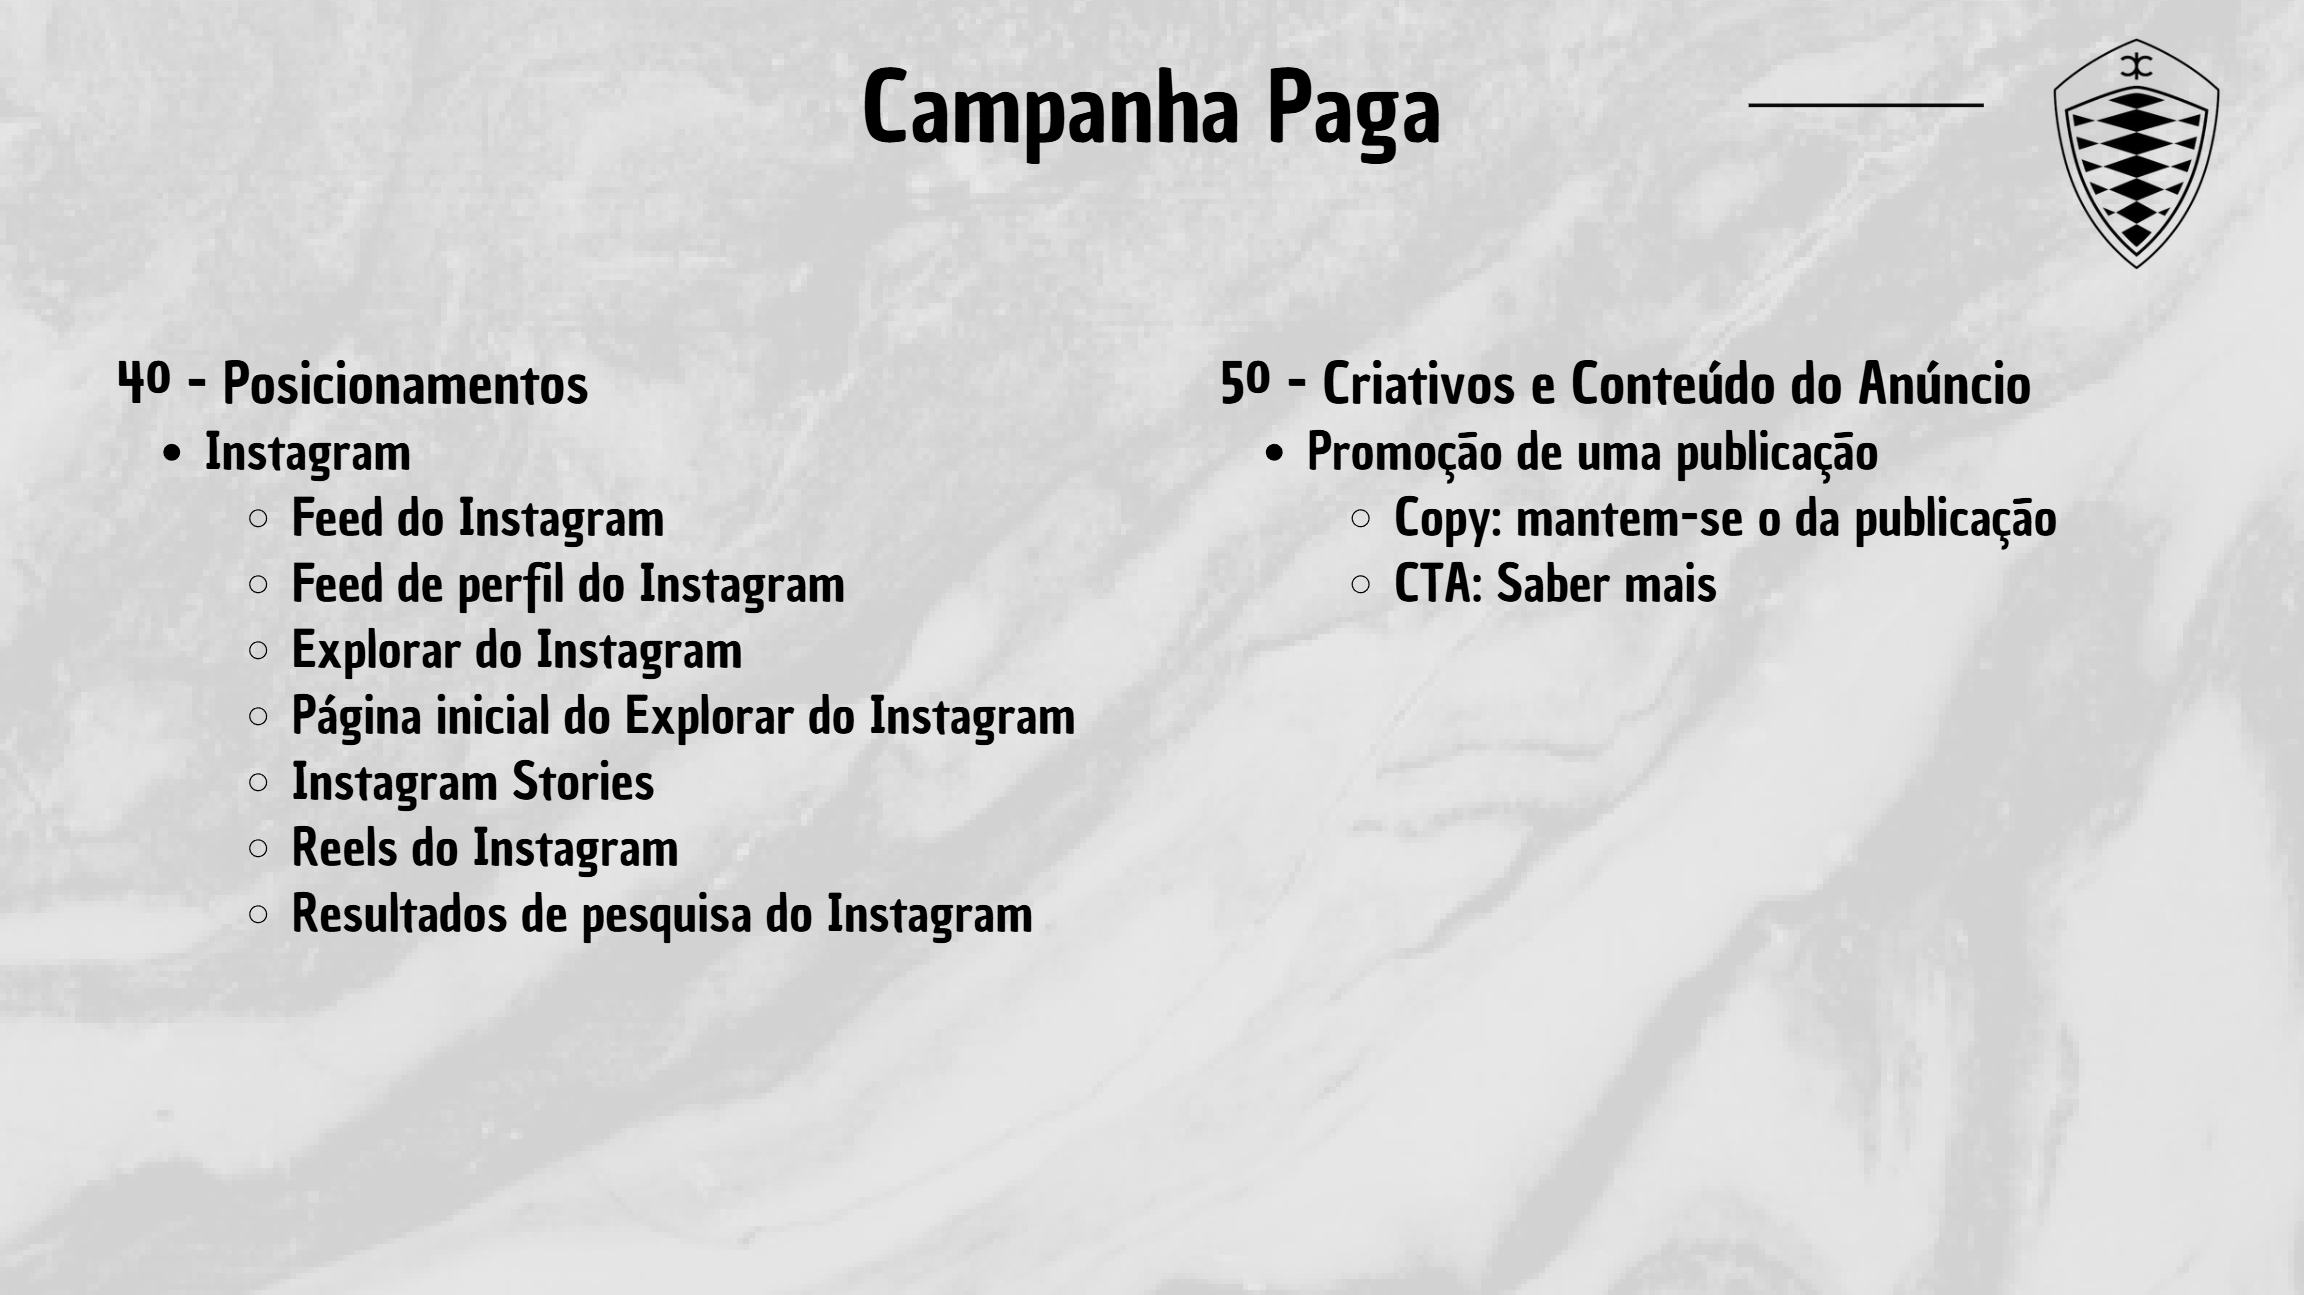 Campanha Paga
4º - Posicionamentos
Instagram
Feed do Instagram
Feed de perfil do Instagram
Explorar do Instagram
Página inicial do Explorar do Instagram
Instagram Stories
Reels do Instagram
Resultados de pesquisa do Instagram
5º - Criativos e Conteúdo do Anúncio
Promoção de uma publicação
Copy: mantem-se o da publicação
CTA: Saber mais